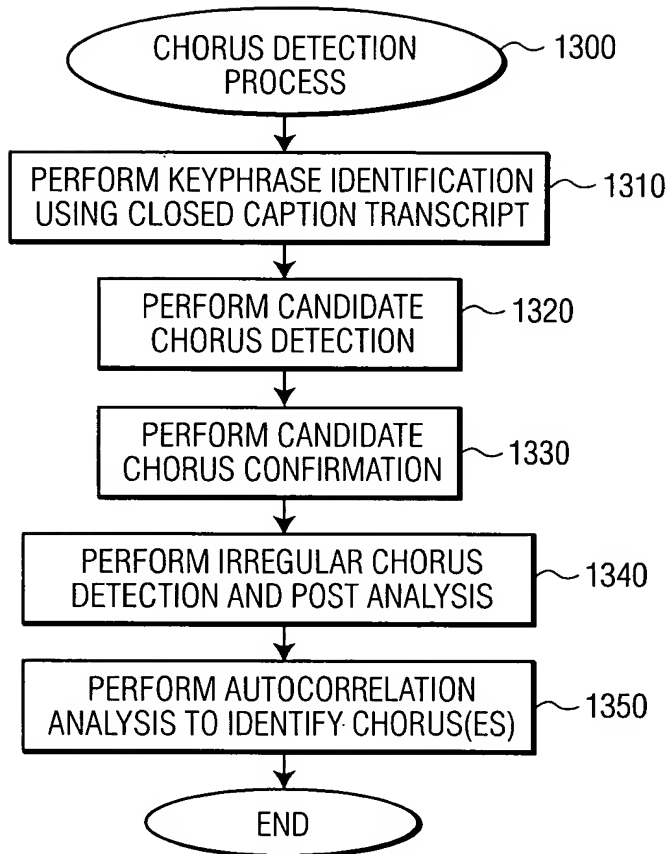 CHORUS DETECTION
PROCESS
1300
PERFORM KEYPHRASE IDENTIFICATION
USING CLOSED CAPTION TRANSCRIPT
1310
PERFORM CANDIDATE
CHORUS DETECTION
1320
PERFORM CANDIDATE
CHORUS CONFIRMATION
1330
PERFORM IRREGULAR CHORUS
DETECTION AND POST ANALYSIS
1340
PERFORM AUTOCORRELATION
ANALYSIS TO IDENTIFY CHORUS(ES)
1350
END